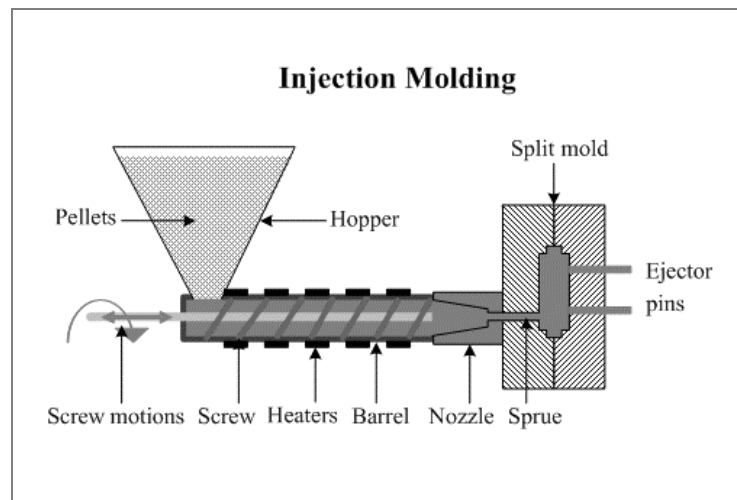 Injection Molding
Split mold
Pellets
Hopper
Ejector
pins
Screw motions
Screw
Heaters
Barrel
Nozzle
Sprue